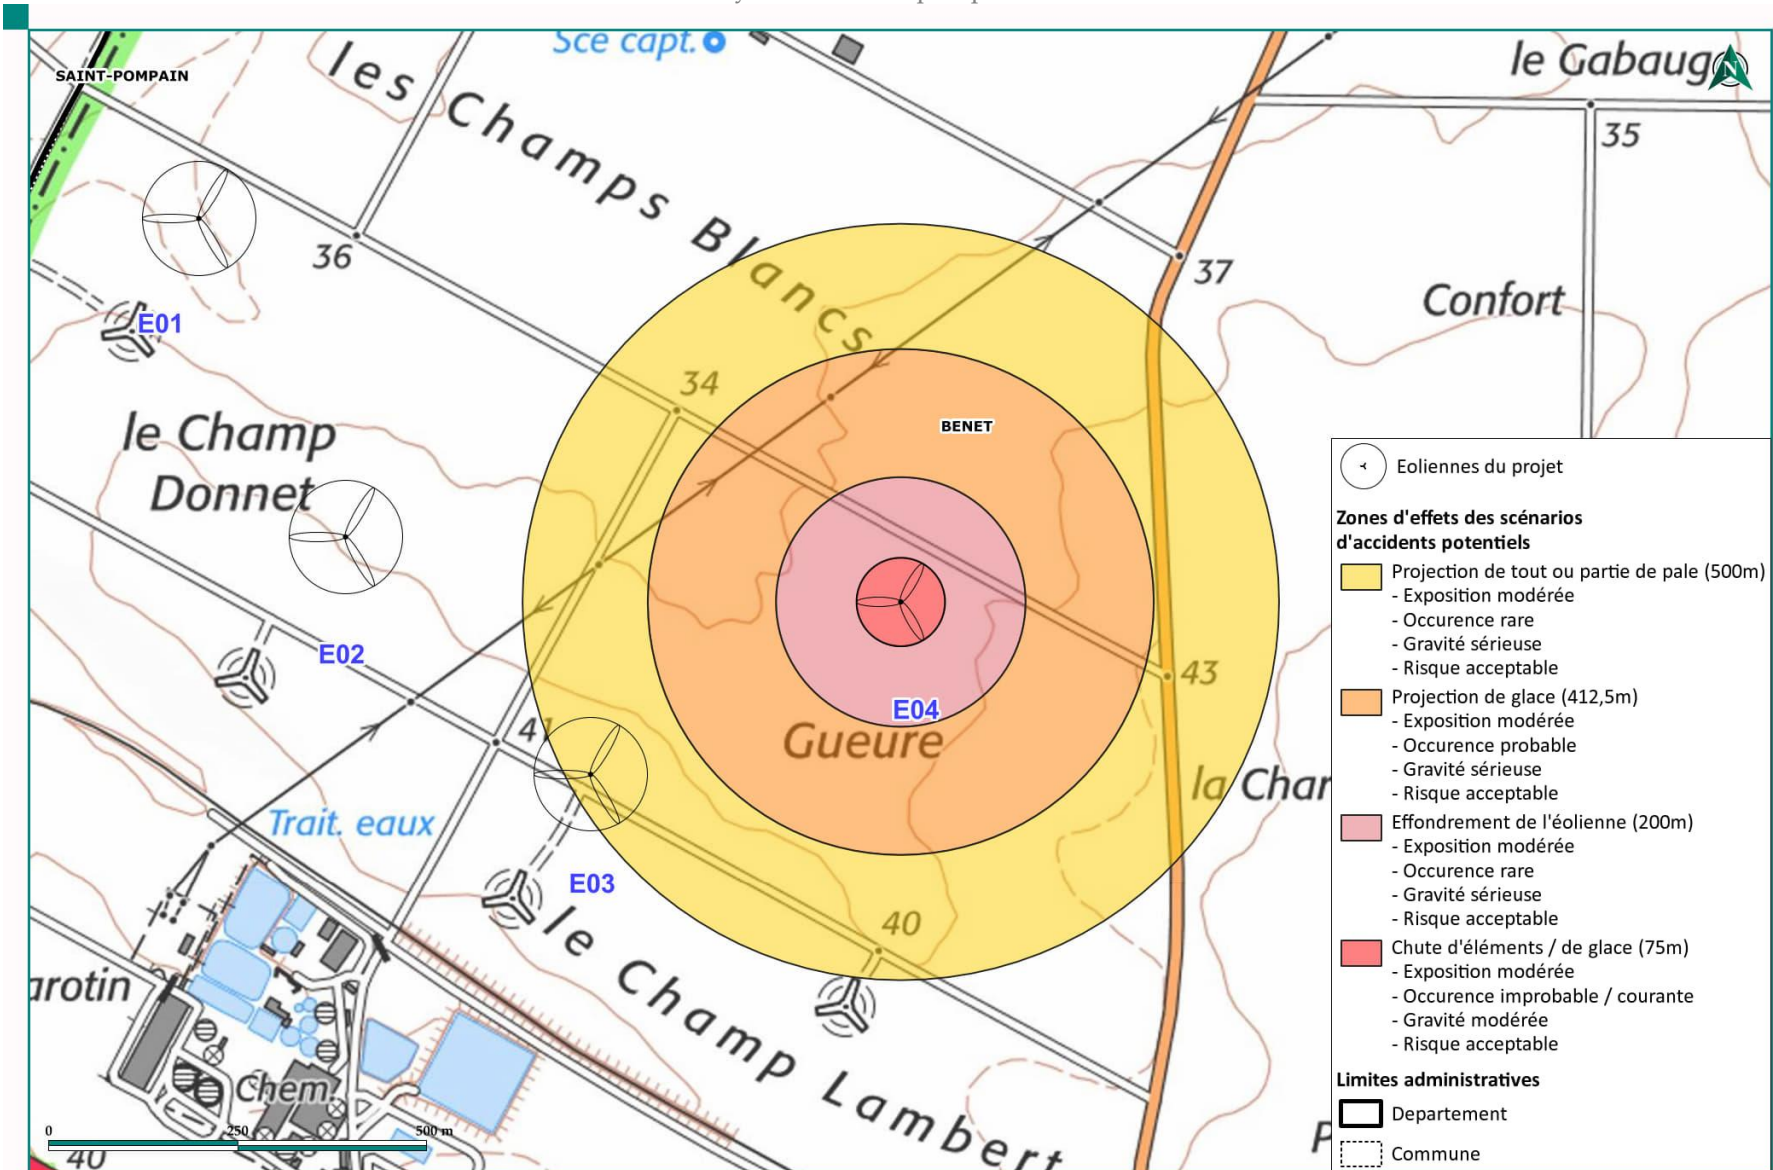 Sce capt.
le Gabaug
N
SAINT-POMPAIN
les Champs Blancs
35
36
37
Confort
E01
34
le Champ
Donnet
BENET
E02
43
E04
Gueure
41
la Char
Trait. eaux
E03
40
le Champ Lambert
arotin
Chem.
0 250 500 m
40
P
Eoliennes du projet
Zones d'effets des scénarios
d'accidents potentiels
Projection de tout ou partie de pale (500m)
- Exposition modérée
- Occurence rare
- Gravité sérieuse
- Risque acceptable
Projection de glace (412,5m)
- Exposition modérée
- Occurence probable
- Gravité sérieuse
- Risque acceptable
Effondrement de l'éolienne (200m)
- Exposition modérée
- Occurence rare
- Gravité sérieuse
- Risque acceptable
Chute d'éléments / de glace (75m)
- Exposition modérée
- Occurence improbable / courante
- Gravité modérée
- Risque acceptable
Limites administratives
Departement
Commune